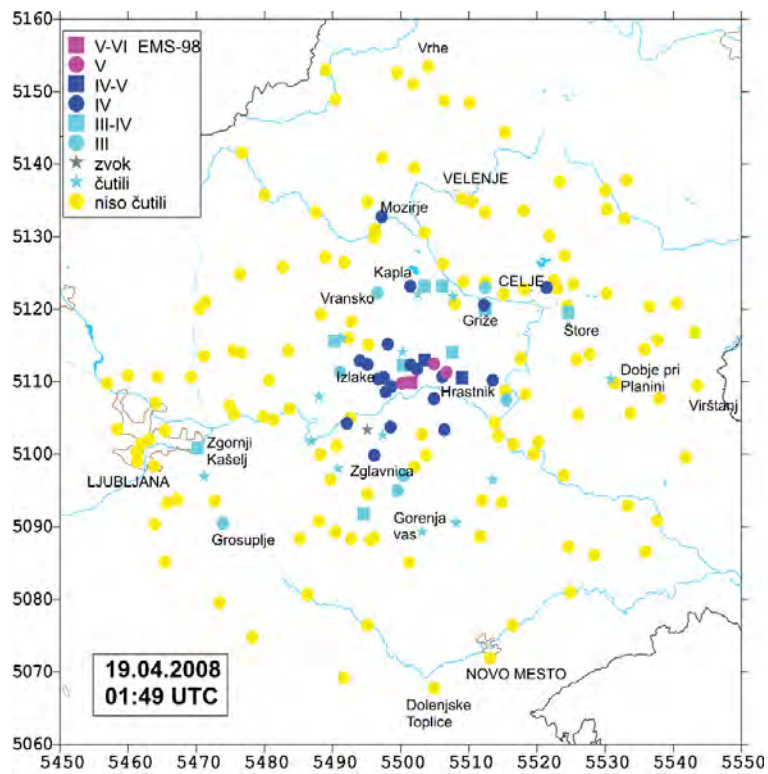 5160
5150
5140
5130
5120
5110
5100
5090
5080
5070
5060
V-VI EMS-98
V
IV-V
IV
III-IV
III
zvok
čutili
niso čutili
Vrhe
VELENJE
Mozirje
Kapla
CELJE
Vransko
Griže
Štore
Izlake
Hrastnik
Dobje pri
Planini
Virštanj
Zgornji
Kašelj
LJUBLJANA
Zglavnica
Grosuplje
Gorenja
vas
NOVO MESTO
Dolenjske
Toplice
19.04.2008
01:49 UTC
5450 5460 5470 5480 5490 5500 5510 5520 5530 5540 5550